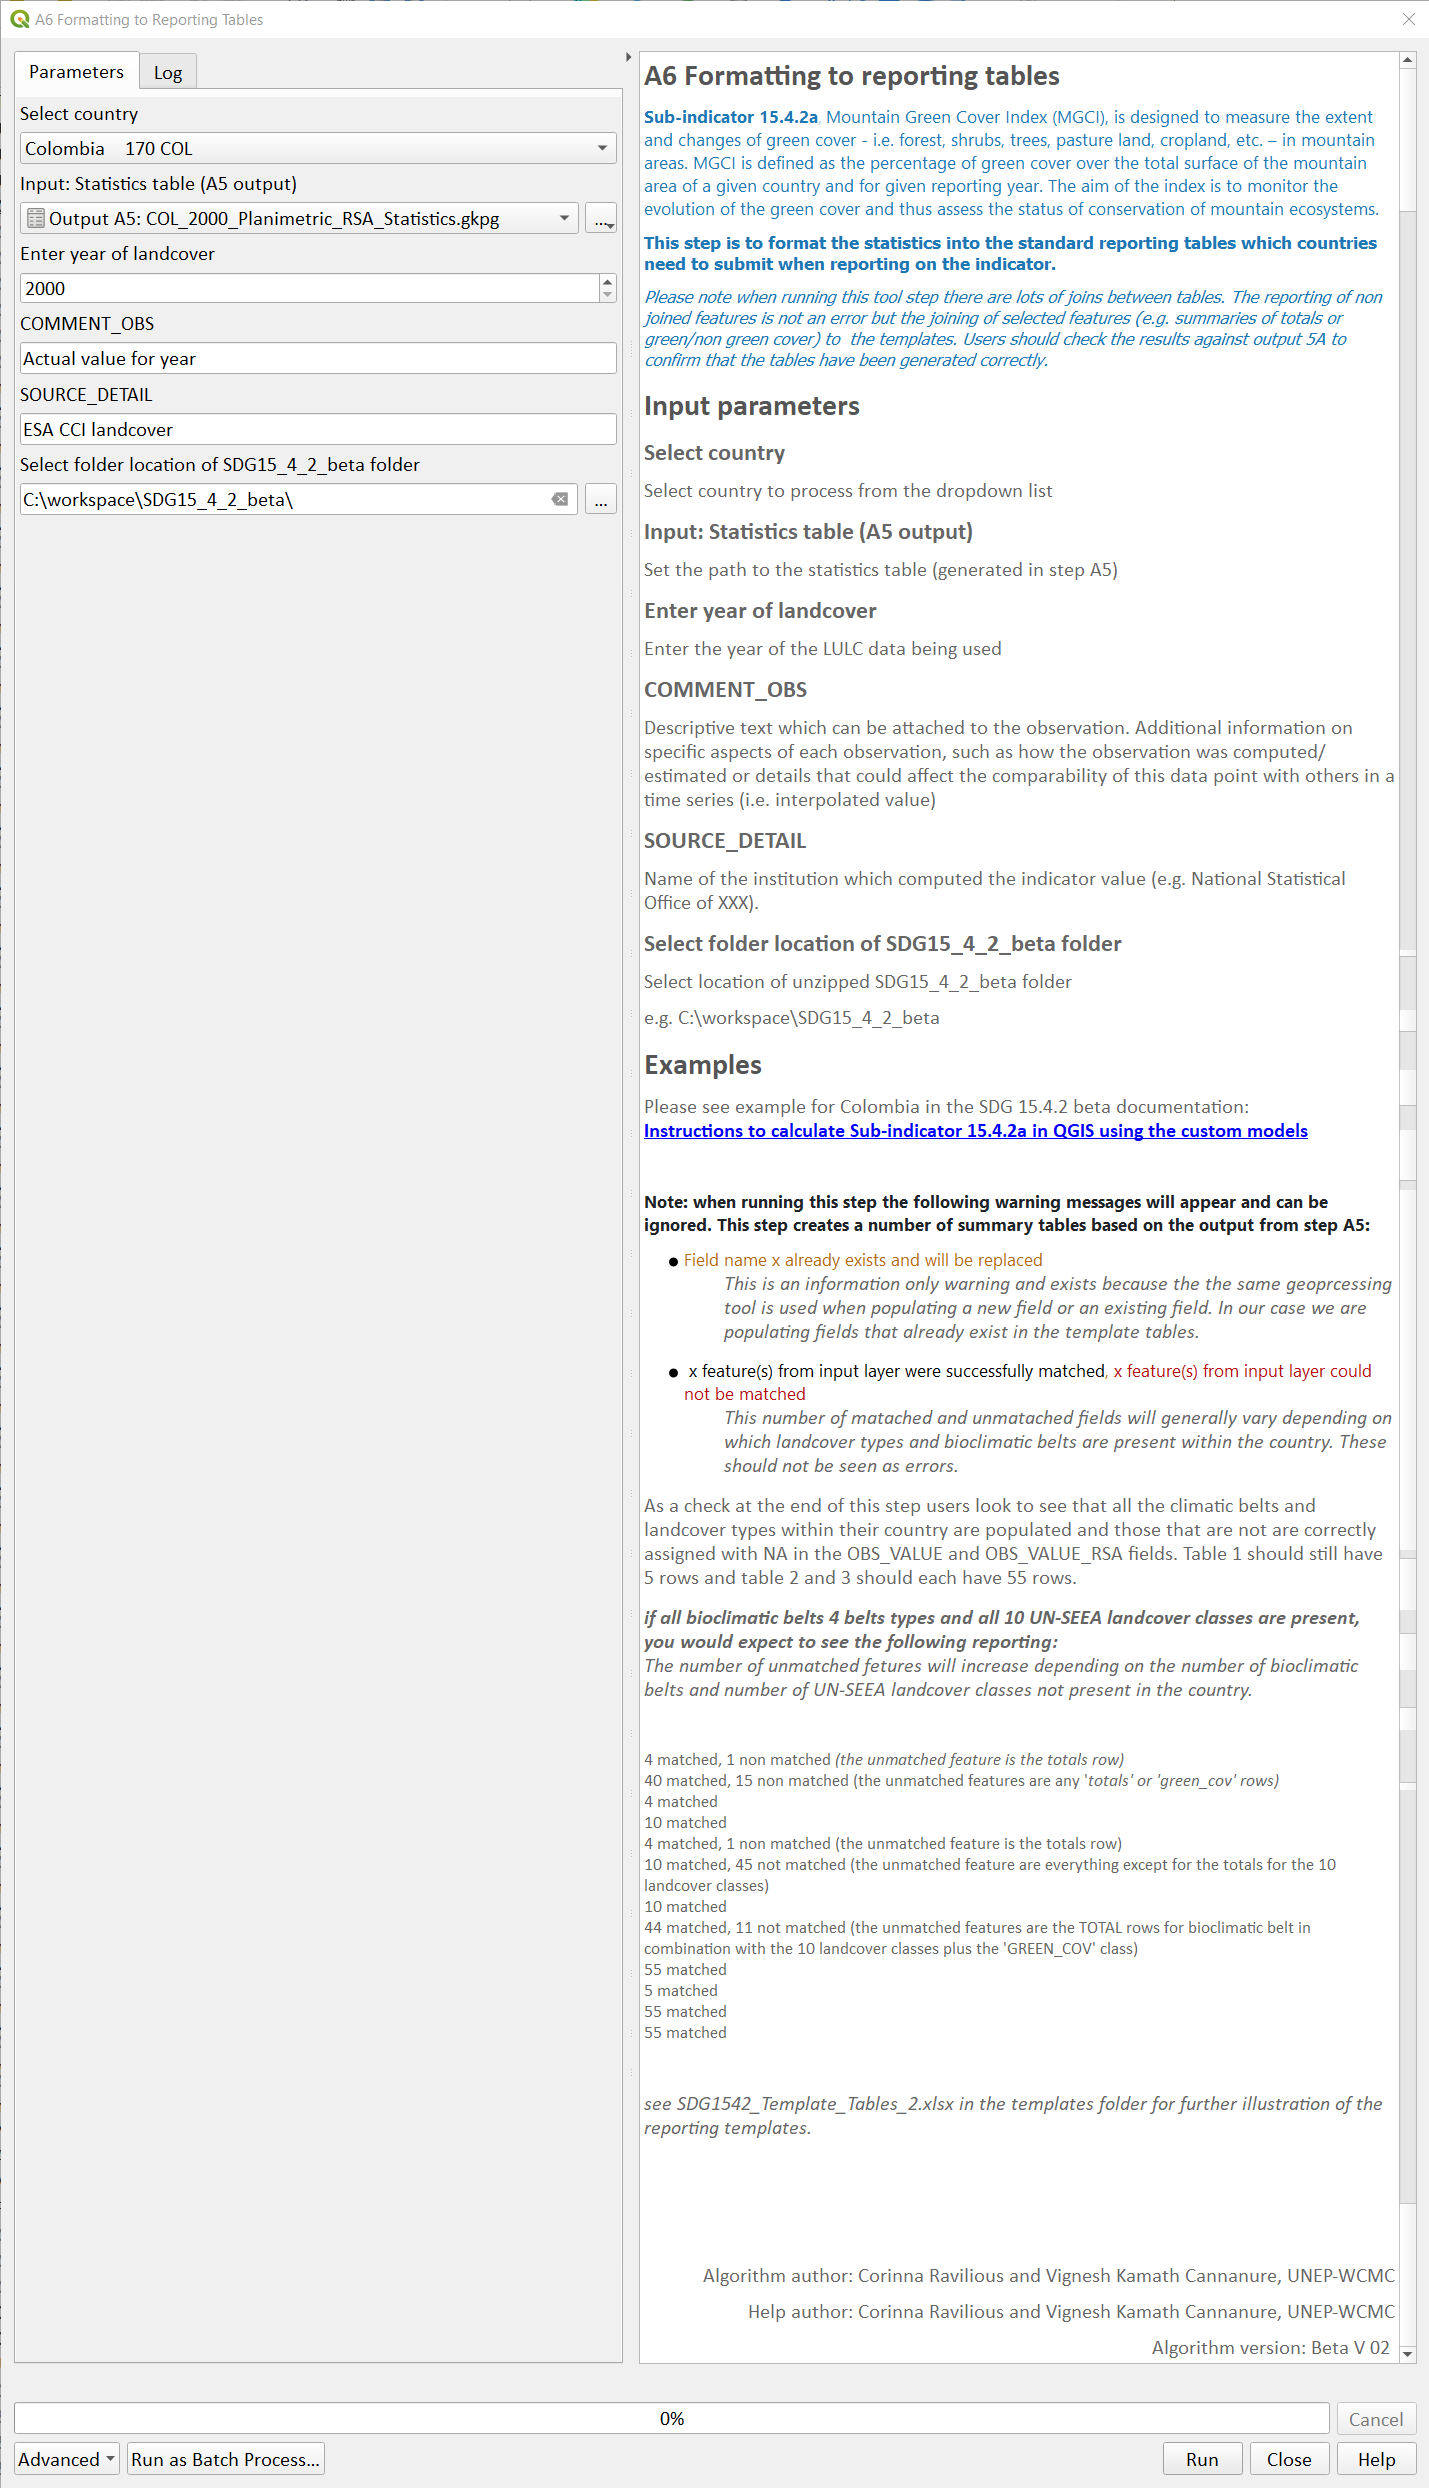 A6 Formatting to Reporting Tables
Parameters
Log
Select country
Colombia 170 COL
Input: Statistics table (A5 output)
Output A5: COL_2000_Planimetric_RSA_Statistics.gkpg
...
Enter year of landcover
2000
COMMENT_OBS
Actual value for year
SOURCE_DETAIL
ESA CCI landcover
Select folder location of SDG15_4_2_beta folder
C:\workspace\SDG15_4_2_beta\
...
A6 Formatting to reporting tables
Sub-indicator 15.4.2a, Mountain Green Cover Index (MGCI), is designed to measure the extent
and changes of green cover - i.e. forest, shrubs, trees, pasture land, cropland, etc. – in mountain
areas. MGCI is defined as the percentage of green cover over the total surface of the mountain
area of a given country and for given reporting year. The aim of the index is to monitor the
evolution of the green cover and thus assess the status of conservation of mountain ecosystems.
This step is to format the statistics into the standard reporting tables which countries
need to submit when reporting on the indicator.
Please note when running this tool step there are lots of joins between tables. The reporting of non
joined features is not an error but the joining of selected features (e.g. summaries of totals or
green/non green cover) to the templates. Users should check the results against output 5A to
confirm that the tables have been generated correctly.
Input parameters
Select country
Select country to process from the dropdown list
Input: Statistics table (A5 output)
Set the path to the statistics table (generated in step A5)
Enter year of landcover
Enter the year of the LULC data being used
COMMENT_OBS
Descriptive text which can be attached to the observation. Additional information on
specific aspects of each observation, such as how the observation was computed/
estimated or details that could affect the comparability of this data point with others in a
time series (i.e. interpolated value)
SOURCE_DETAIL
Name of the institution which computed the indicator value (e.g. National Statistical
Office of XXX).
Select folder location of SDG15_4_2_beta folder
Select location of unzipped SDG15_4_2_beta folder
e.g. C:\workspace\SDG15_4_2_beta
Examples
Please see example for Colombia in the SDG 15.4.2 beta documentation:
Instructions to calculate Sub-indicator 15.4.2a in QGIS using the custom models
Note: when running this step the following warning messages will appear and can be
ignored. This step creates a number of summary tables based on the output from step A5:
● Field name x already exists and will be replaced
This is an information only warning and exists because the the same geoprcessing
tool is used when populating a new field or an existing field. In our case we are
populating fields that already exist in the template tables.
● x feature(s) from input layer were successfully matched, x feature(s) from input layer could
not be matched
This number of matached and unmatached fields will generally vary depending on
which landcover types and bioclimatic belts are present within the country. These
should not be seen as errors.
As a check at the end of this step users look to see that all the climatic belts and
landcover types within their country are populated and those that are not are correctly
assigned with NA in the OBS_VALUE and OBS_VALUE_RSA fields. Table 1 should still have
5 rows and table 2 and 3 should each have 55 rows.
if all bioclimatic belts 4 belts types and all 10 UN-SEEA landcover classes are present,
you would expect to see the following reporting:
The number of unmatched fetures will increase depending on the number of bioclimatic
belts and number of UN-SEEA landcover classes not present in the country.
4 matched, 1 non matched (the unmatched feature is the totals row)
40 matched, 15 non matched (the unmatched features are any 'totals' or 'green_cov' rows)
4 matched
10 matched
4 matched, 1 non matched (the unmatched feature is the totals row)
10 matched, 45 not matched (the unmatched feature are everything except for the totals for the 10
landcover classes)
10 matched
44 matched, 11 not matched (the unmatched features are the TOTAL rows for bioclimatic belt in
combination with the 10 landcover classes plus the 'GREEN_COV' class)
55 matched
5 matched
55 matched
55 matched
see SDG1542_Template_Tables_2.xlsx in the templates folder for further illustration of the
reporting templates.
Algorithm author: Corinna Ravilious and Vignesh Kamath Cannanure, UNEP-WCMC
Help author: Corinna Ravilious and Vignesh Kamath Cannanure, UNEP-WCMC
Algorithm version: Beta V 02
0%
Cancel
Advanced
Run as Batch Process...
Run
Close
Help